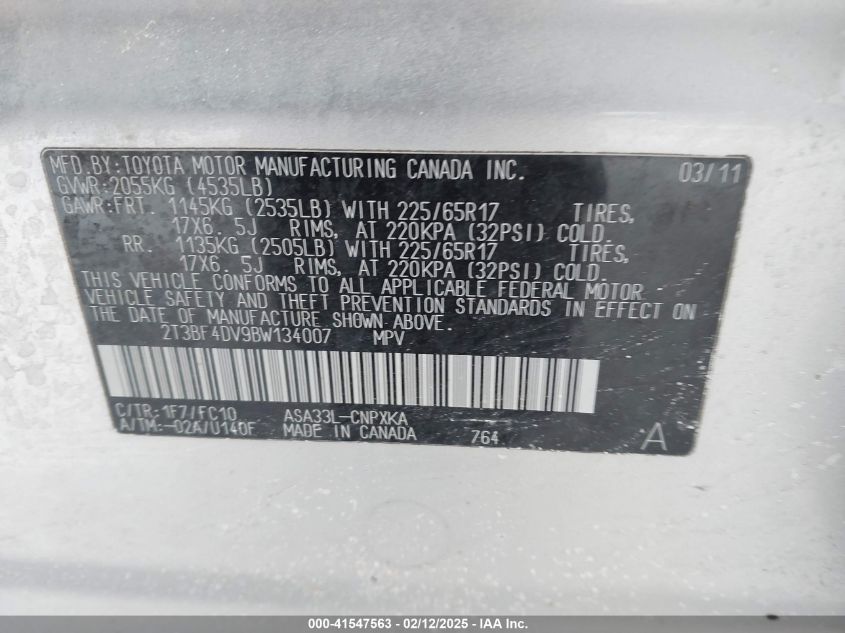 MFD.BY:TOYOTA MOTOR MANUFACTURING CANADA INC. 03/11
GVWR:2055KG (4535LB)
GAWR:FRT. 1145KG (2535LB) WITH 225/65R17 TIRES,
17X6.5J RIMS, AT 220KPA (32PSI) COLD.
RR. 1135KG (2505LB) WITH 225/65R17 TIRES,
17X6.5J RIMS, AT 220KPA (32PSI) COLD.
THIS VEHICLE CONFORMS TO ALL APPLICABLE FEDERAL MOTOR
VEHICLE SAFETY AND THEFT PREVENTION STANDARDS IN EFFECT ON
THE DATE OF MANUFACTURE SHOWN ABOVE.
2T3BF4DV9BW134007 MPV
C/TR:1F7/FC10 ASA33L-CNPXKA
A/TM:-02A/U140F MADE IN CANADA 764 A
000-41547563 - 02/12/2025 - IAA Inc.